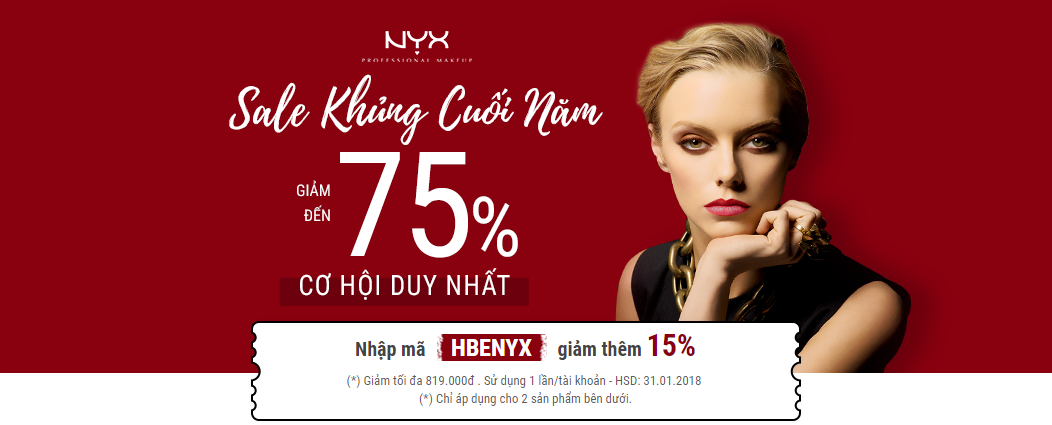 NYX
PROFESSIONAL MAKEUP
Sale Khủng Cuối Năm
GIẢM
ĐẾN
75%
CƠ HỘI DUY NHẤT
Nhập mã HBENYX giảm thêm 15%
(*) Giảm tối đa 819.000đ . Sử dụng 1 lần/tài khoản - HSD: 31.01.2018
(*) Chỉ áp dụng cho 2 sản phẩm bên dưới.